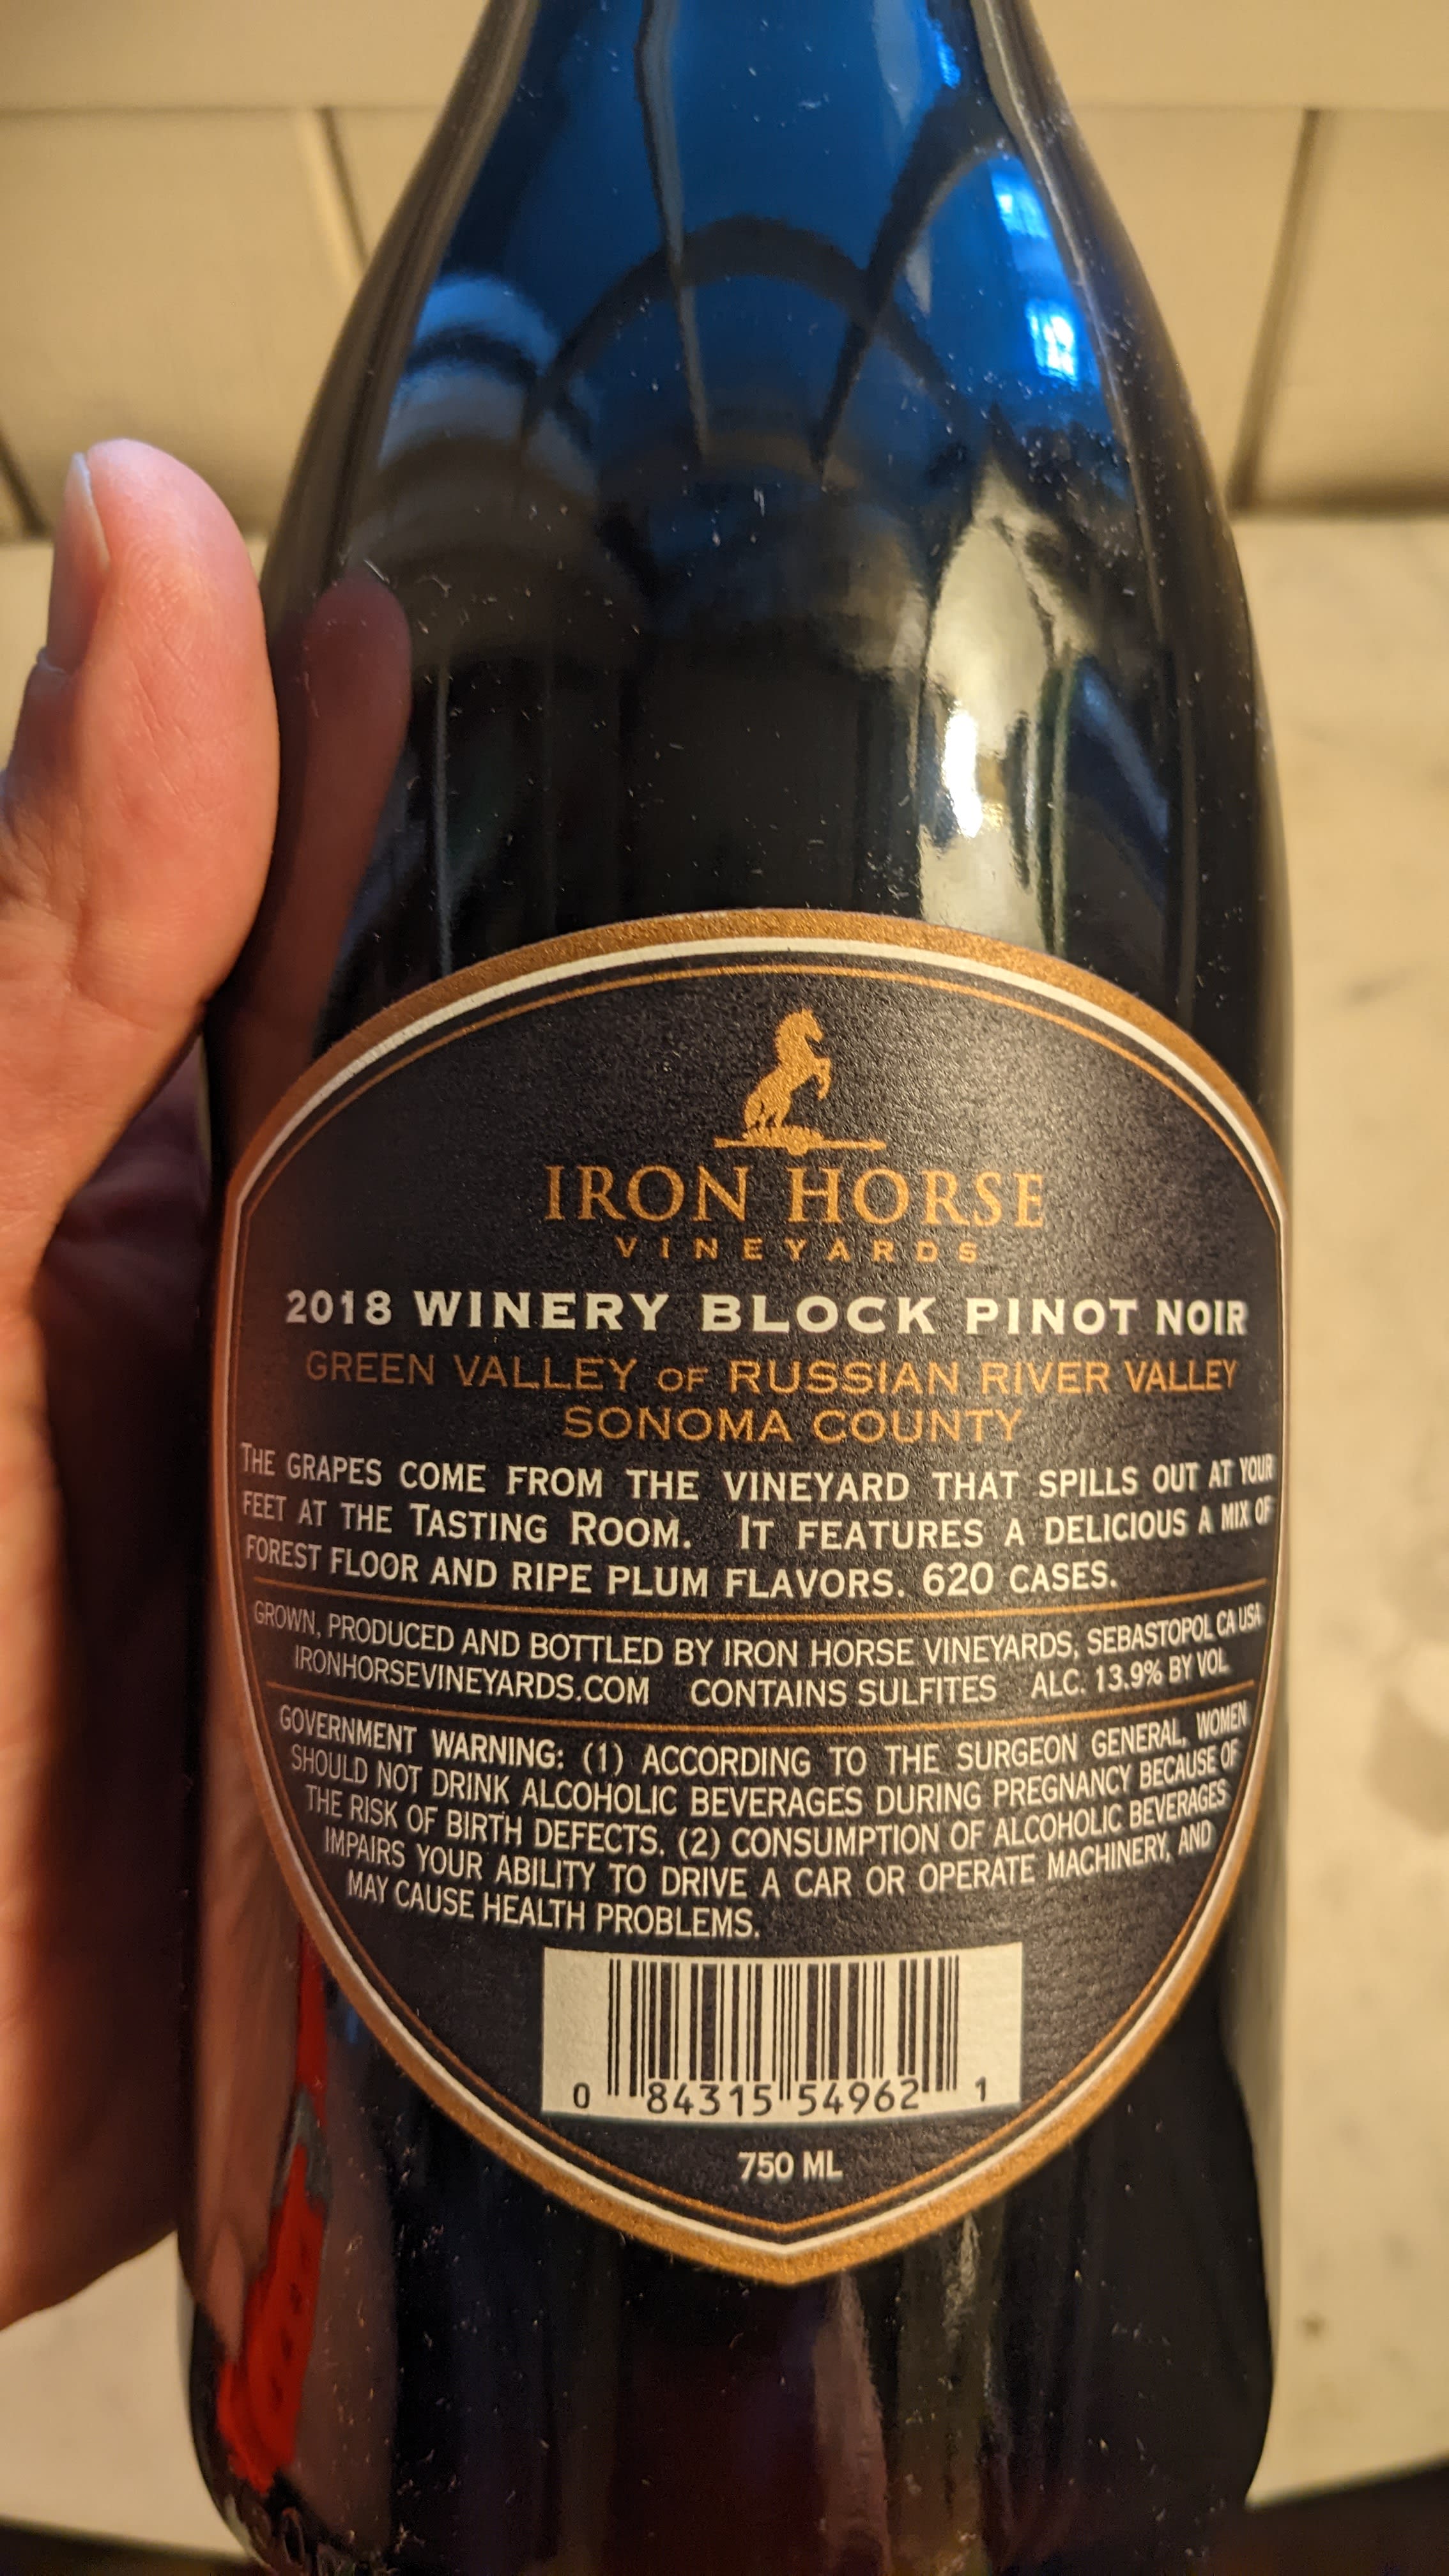 IRON HORSE
VINEYARDS
2018 WINERY BLOCK PINOT NOIR
GREEN VALLEY OF RUSSIAN RIVER VALLEY
SONOMA COUNTY
THE GRAPES COME FROM THE VINEYARD THAT SPILLS OUT AT YOUR
FEET AT THE TASTING ROOM. IT FEATURES A DELICIOUS A MIX OF
FOREST FLOOR AND RIPE PLUM FLAVORS. 620 CASES.
GROWN, PRODUCED AND BOTTLED BY IRON HORSE VINEYARDS, SEBASTOPOL CA USA
IRONHORSEVINEYARDS.COM CONTAINS SULFITES ALC. 13.9% BY VOL
GOVERNMENT WARNING: (1) ACCORDING TO THE SURGEON GENERAL, WOMEN
SHOULD NOT DRINK ALCOHOLIC BEVERAGES DURING PREGNANCY BECAUSE OF
THE RISK OF BIRTH DEFECTS. (2) CONSUMPTION OF ALCOHOLIC BEVERAGES
IMPAIRS YOUR ABILITY TO DRIVE A CAR OR OPERATE MACHINERY, AND
MAY CAUSE HEALTH PROBLEMS.
0 84315 54962 1
750 ML